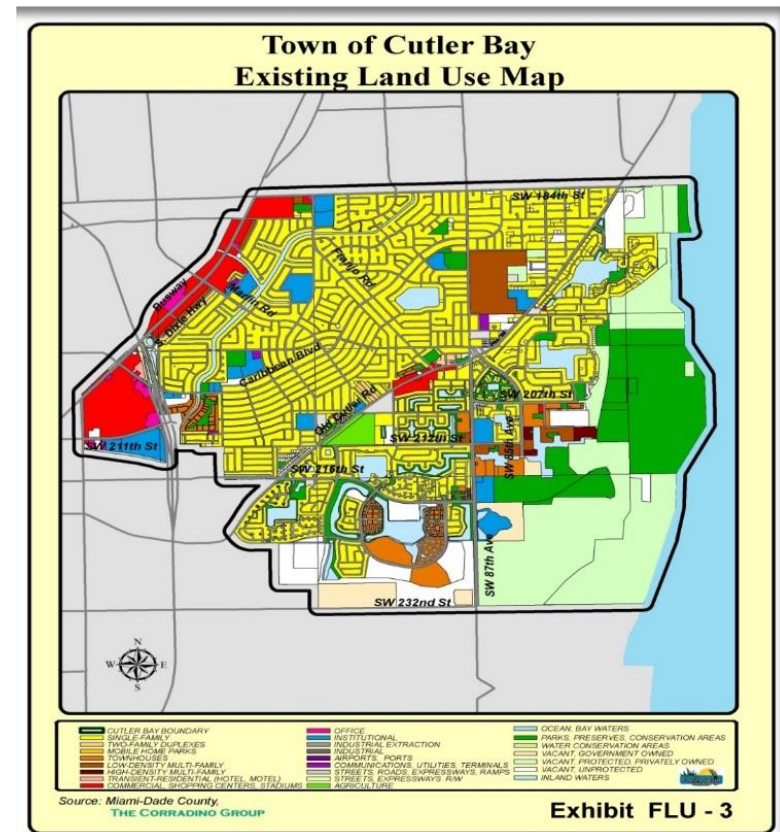 Town of Cutler Bay
Existing Land Use Map
SW 184th St
Franjo Rd
Busway
S. Dixie Hwy
Marlin Rd
Caribbean Blvd
Old Cutler Rd
SW 207th St
SW 211th St
SW 212th St
SW 85th Ave
SW 216th St
SW 87th Ave
SW 232nd St
N
W E
S
CUTLER BAY BOUNDARY
SINGLE-FAMILY
TWO-FAMILY DUPLEXES
MOBILE HOME PARKS
TOWNHOUSES
LOW-DENSITY MULTI-FAMILY
HIGH-DENSITY MULTI-FAMILY
TRANSIENT-RESIDENTIAL (HOTEL, MOTEL)
COMMERCIAL, SHOPPING CENTERS, STADIUMS
OFFICE
INSTITUTIONAL
INDUSTRIAL EXTRACTION
INDUSTRIAL
AIRPORTS, PORTS
COMMUNICATIONS, UTILITIES, TERMINALS
STREETS, ROADS, EXPRESSWAYS, RAMPS
STREETS, EXPRESSWAYS R/W
AGRICULTURE
OCEAN, BAY WATERS
PARKS, PRESERVES, CONSERVATION AREAS
WATER CONSERVATION AREAS
VACANT, GOVERNMENT OWNED
VACANT, PROTECTED, PRIVATELY OWNED
VACANT, UNPROTECTED
INLAND WATERS
Source: Miami-Dade County,
THE CORRADINO GROUP
Exhibit FLU - 3